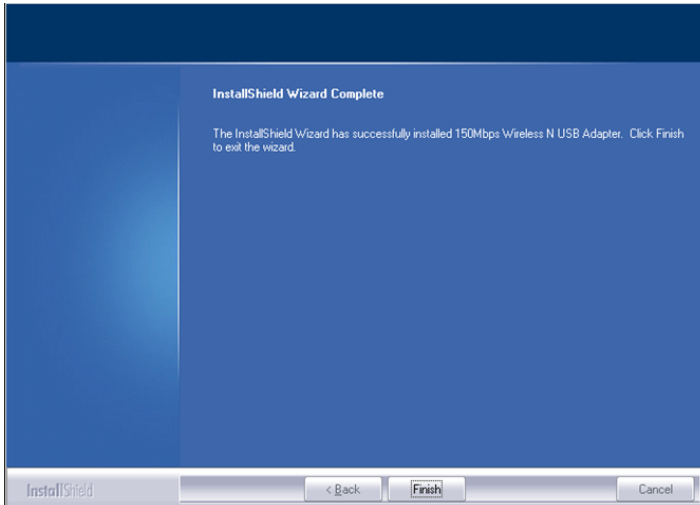 InstallShield Wizard Complete
The InstallShield Wizard has successfully installed 150Mbps Wireless N USB Adapter. Click Finish
to exit the wizard.
InstallShield
< Back
Finish
Cancel